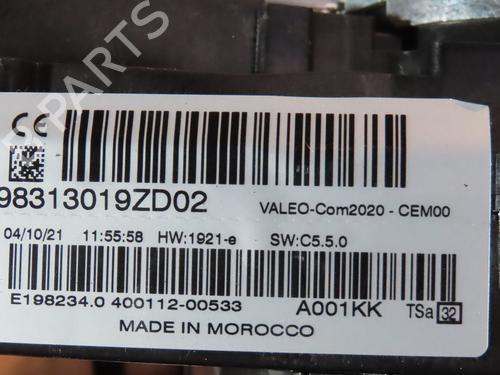 B-PARTS
CE
98313019ZD02
VALEO-Com2020 - CEM00
04/10/21 11:55:58 HW:1921-e SW:C5.5.0
E198234.0 400112-00533 A001KK TSa 32
MADE IN MOROCCO